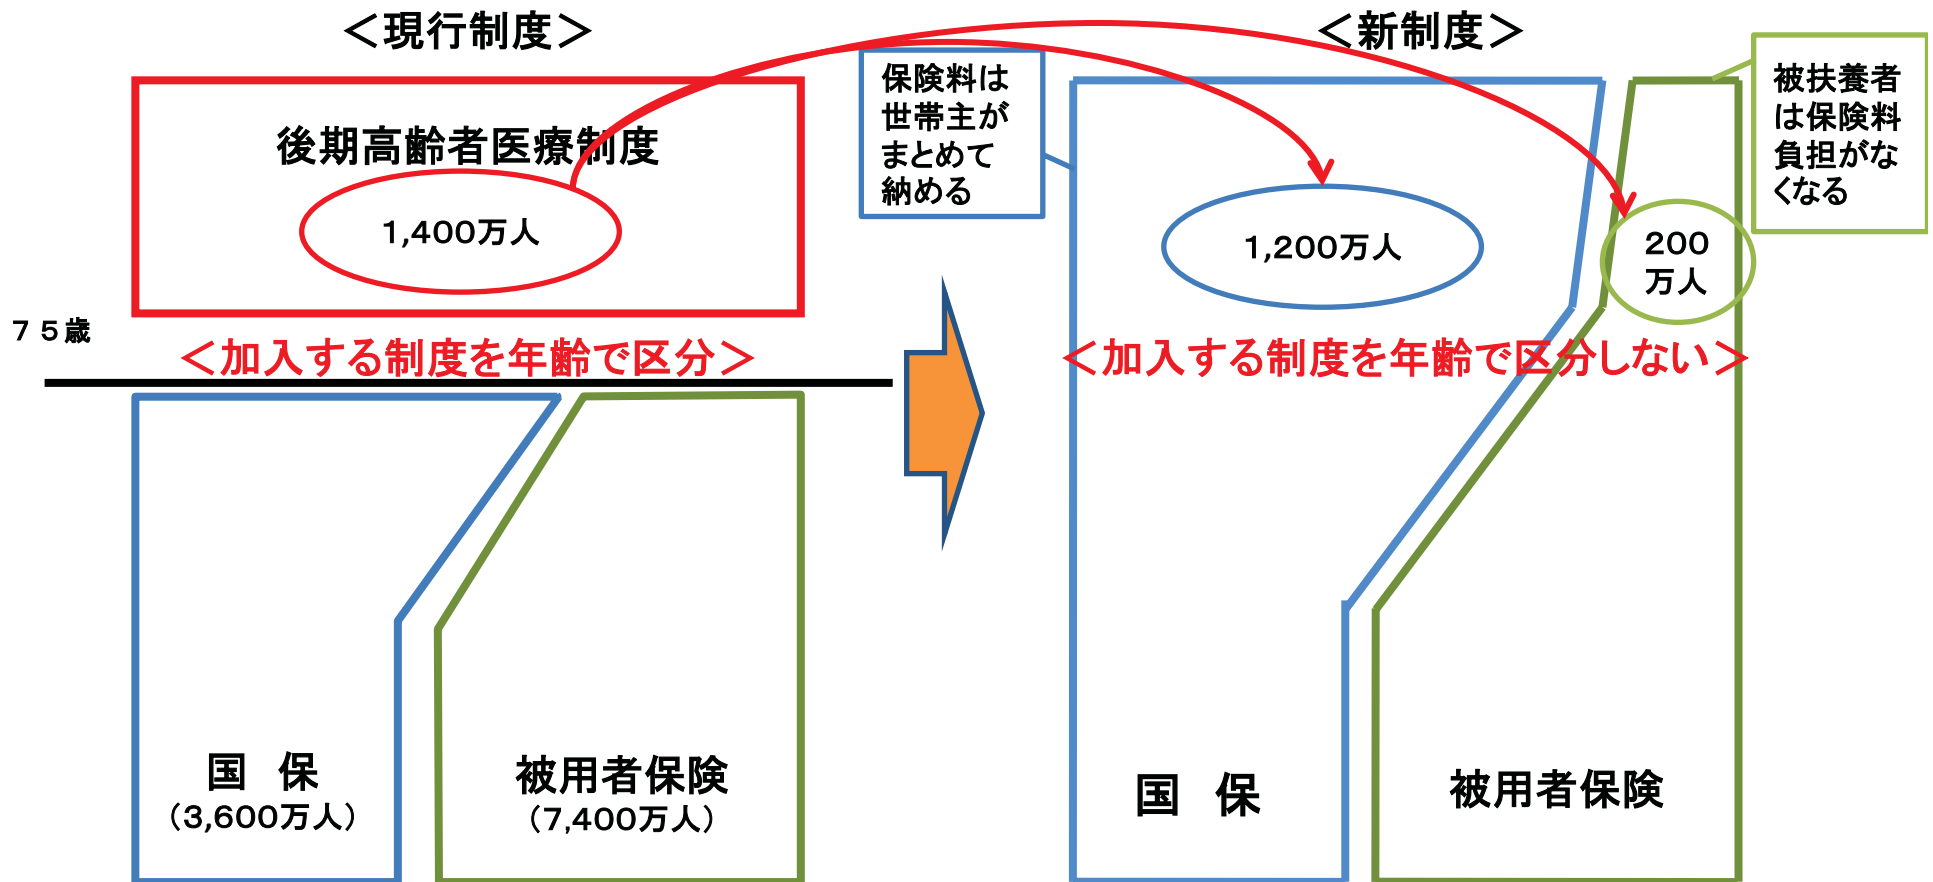 ＜現行制度＞
後期高齢者医療制度
1,400万人
７５歳
＜加入する制度を年齢で区分＞
国　保
（3,600万人）
被用者保険
（7,400万人）
＜新制度＞
保険料は
世帯主が
まとめて
納める
被扶養者
は保険料
負担がな
くなる
1,200万人
200
万人
＜加入する制度を年齢で区分しない＞
国　保
被用者保険